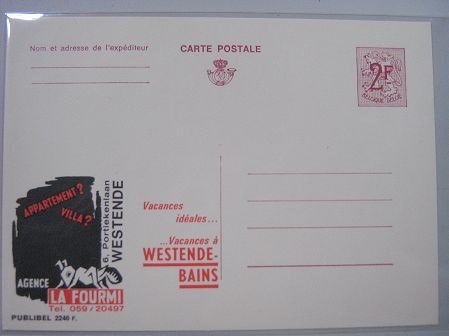 Nom et adresse de l'expéditeur
CARTE POSTALE
2F
BELGIQUE-BELGIË
APPARTEMENT?
VILLA?
6, Portiekenlaan
WESTENDE
AGENCE
LA FOURMI
Tel. 059/20497
PUBLIBEL 2246 F.
Vacances
idéales...
...Vacances à
WESTENDE-
BAINS